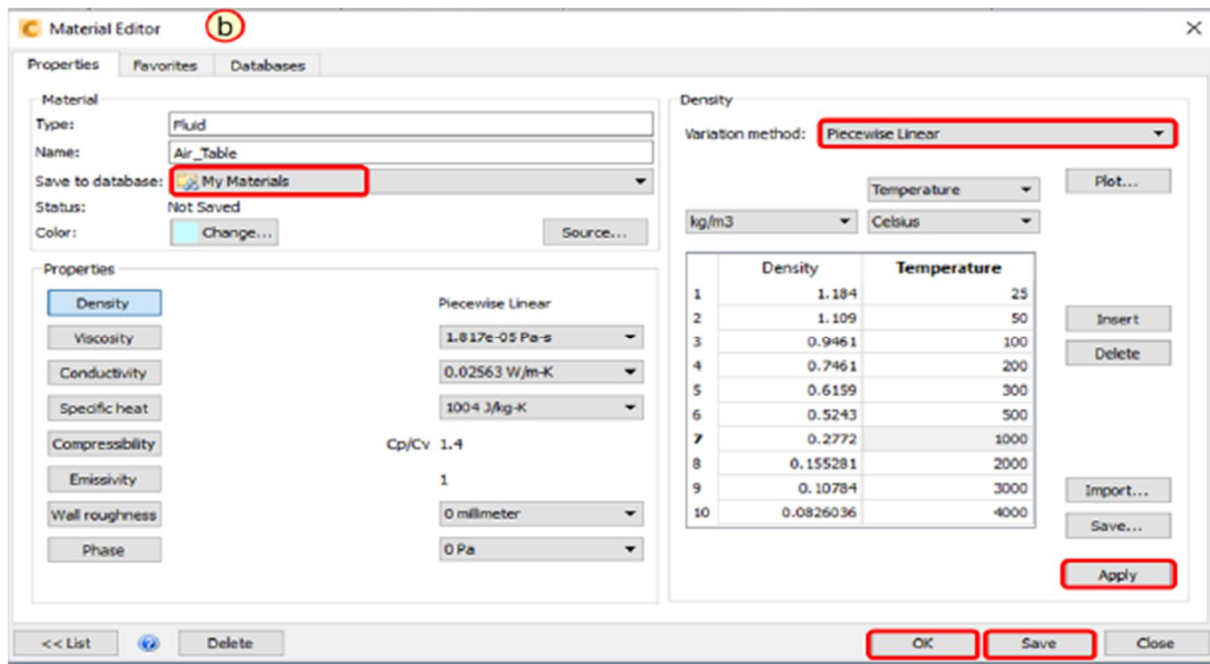 Material Editor
b
Properties Favorites Databases
Material
Type: Fluid
Name: Air_Table
Save to database: My Materials
Status: Not Saved
Color: Change... Source...
Properties
Density Piecewise Linear
Viscosity 1.817e-05 Pa-s
Conductivity 0.02563 W/m-K
Specific heat 1004 J/kg-K
Compressibility Cp/Cv 1.4
Emissivity 1
Wall roughness 0 millimeter
Phase 0 Pa
Density
Variation method: Piecewise Linear
Temperature Plot...
kg/m3 Celsius
Density Temperature
1 1.184 25
2 1.109 50
3 0.9461 100
4 0.7461 200
5 0.6159 300
6 0.5243 500
7 0.2772 1000
8 0.155281 2000
9 0.10784 3000
10 0.0826036 4000
Insert
Delete
Import...
Save...
Apply
<< List ? Delete OK Save Close